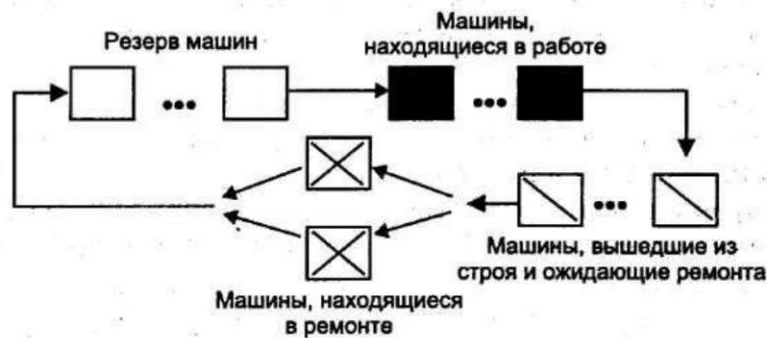 Резерв машин
Машины,
находящиеся в работе
Машины, вышедшие из
строя и ожидающие ремонта
Машины, находящиеся
в ремонте